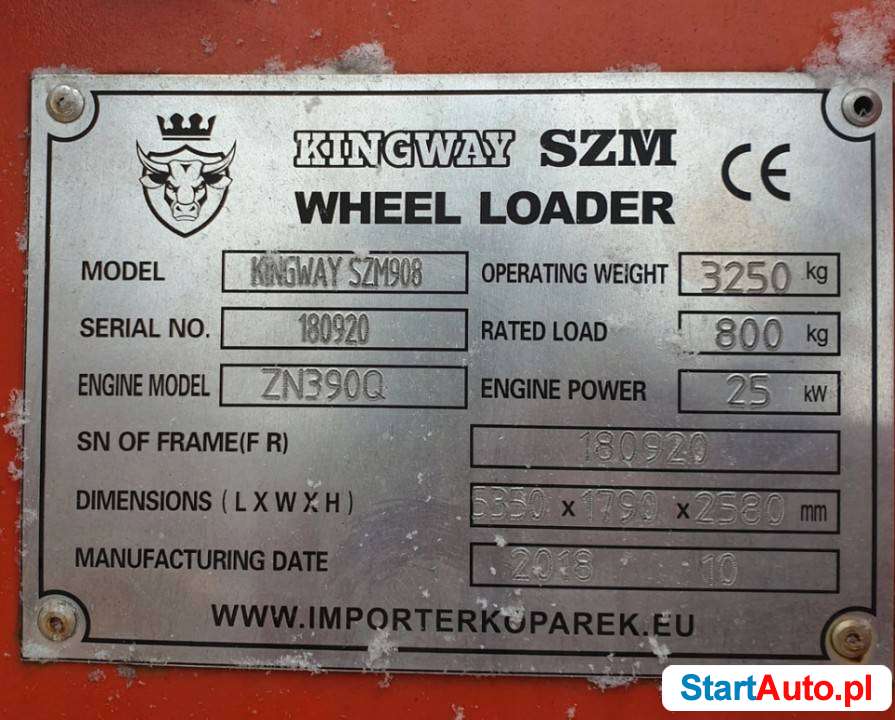 KINGWAY SZM
WHEEL LOADER
CE
MODEL KINGWAY SZM908 OPERATING WEIGHT 3250 kg
SERIAL NO. 180920 RATED LOAD 800 kg
ENGINE MODEL ZN390Q ENGINE POWER 25 kW
SN OF FRAME(F R) 180920
DIMENSIONS ( L X W X H ) 5350 x 1790 x 2580 mm
MANUFACTURING DATE 2018 10
WWW.IMPORTERKOPAREK.EU
StartAuto.pl